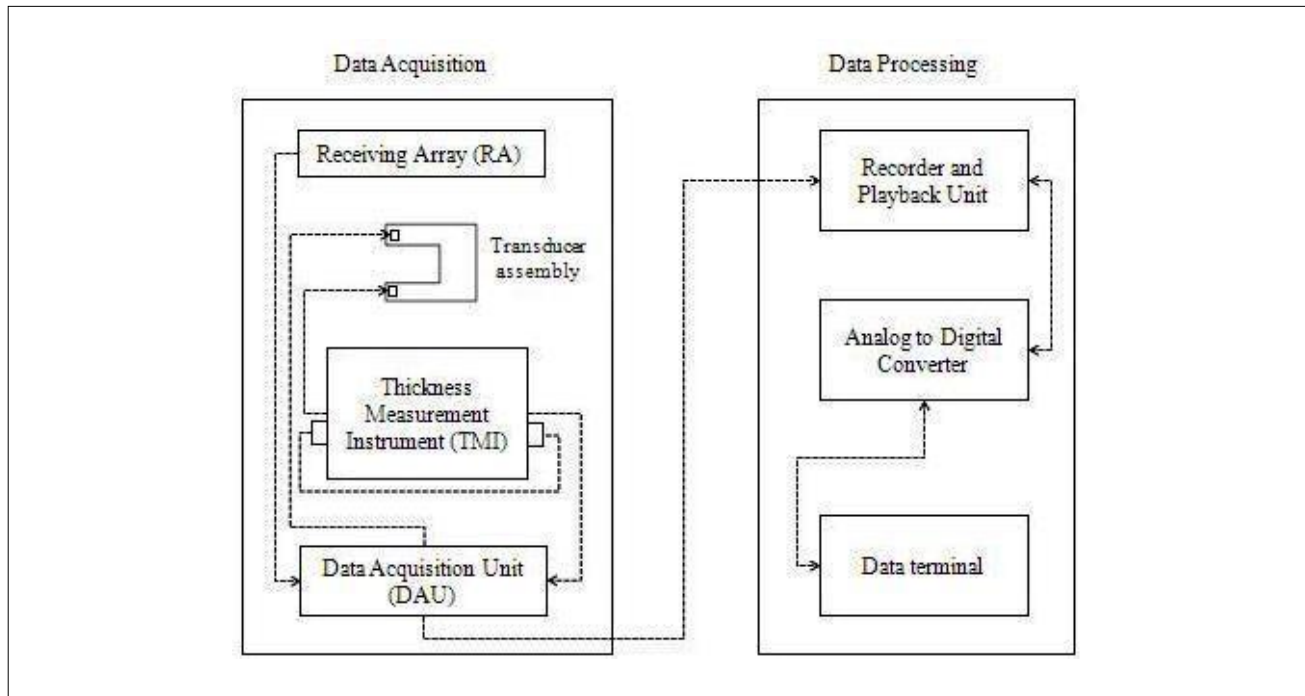 Data Acquisition
Receiving Array (RA)
Transducer
assembly
Thickness
Measurement
Instrument (TMI)
Data Acquisition Unit
(DAU)
Data Processing
Recorder and
Playback Unit
Analog to Digital
Converter
Data terminal